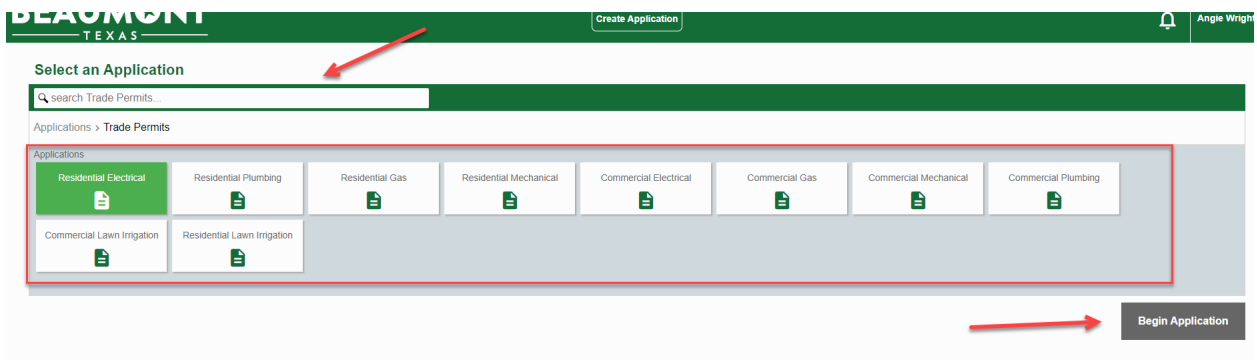 BEAUMONT
TEXAS
Create Application
Angie Wright
Select an Application
search Trade Permits...
Applications > Trade Permits
Applications
Residential Electrical
Residential Plumbing
Residential Gas
Residential Mechanical
Commercial Electrical
Commercial Gas
Commercial Mechanical
Commercial Plumbing
Commercial Lawn Irrigation
Residential Lawn Irrigation
Begin Application